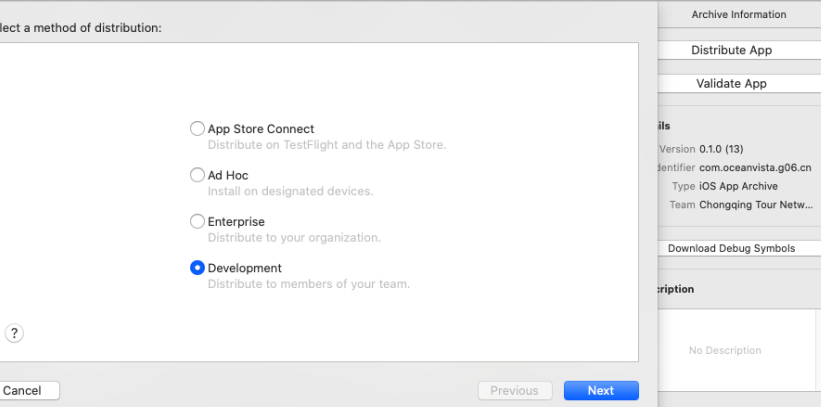 lect a method of distribution:
App Store Connect
Distribute on TestFlight and the App Store.
Ad Hoc
Install on designated devices.
Enterprise
Distribute to your organization.
Development
Distribute to members of your team.
?
Cancel
Previous
Next
Archive Information
Distribute App
Validate App
ils
Version 0.1.0 (13)
dentifier com.oceanvista.g06.cn
Type iOS App Archive
Team Chongqing Tour Netw...
Download Debug Symbols
cription
No Description